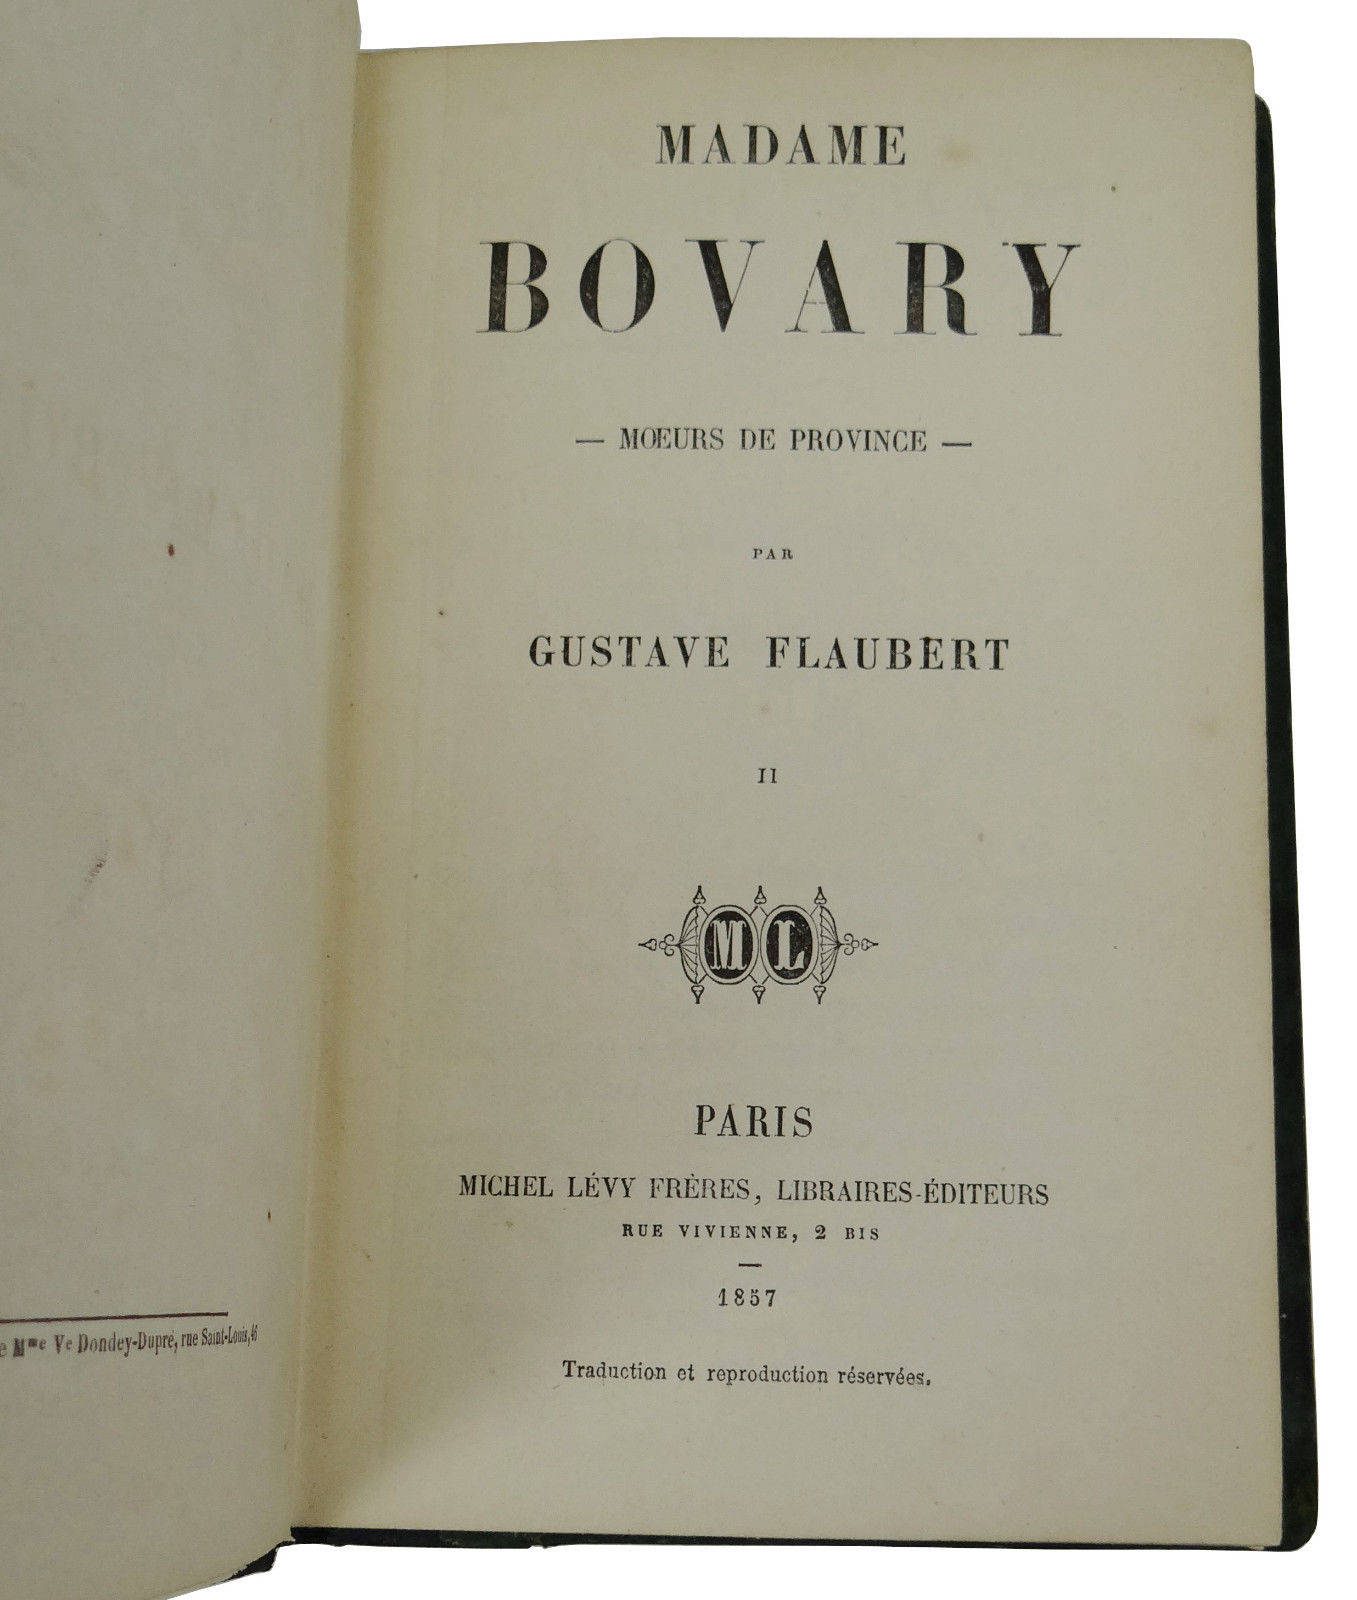 MADAME
BOVARY
— MŒURS DE PROVINCE —
PAR
GUSTAVE FLAUBERT
II
ML
PARIS
MICHEL LÉVY FRÈRES, LIBRAIRES-ÉDITEURS
RUE VIVIENNE, 2 BIS
—
1857
Traduction et reproduction réservées.
Mme Ve Dondey-Dupré, rue Saint-Louis, 46